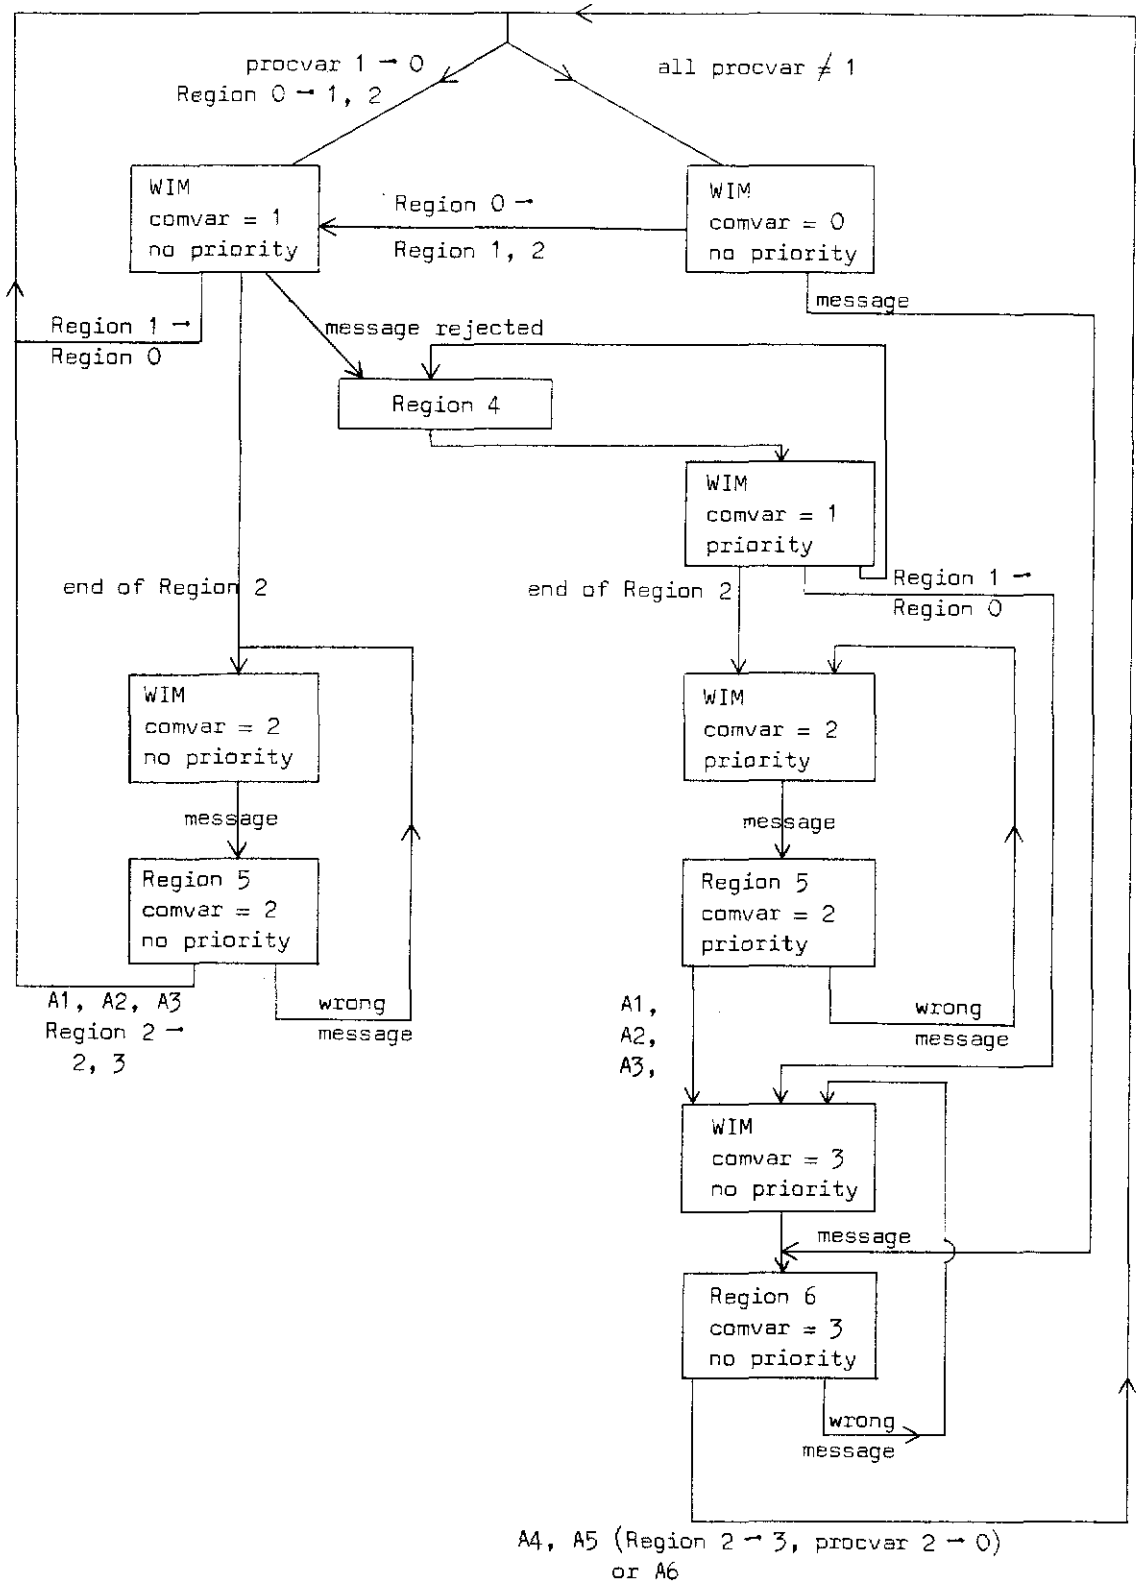 procvar 1 → 0
Region 0 → 1, 2
all procvar ≠ 1
WIM
comvar = 1
no priority
Region 0 →
Region 1, 2
WIM
comvar = 0
no priority
message
Region 1 →
Region 0
message rejected
Region 4
WIM
comvar = 1
priority
end of Region 2
end of Region 2
Region 1 →
Region 0
WIM
comvar = 2
no priority
WIM
comvar = 2
priority
message
message
Region 5
comvar = 2
no priority
Region 5
comvar = 2
priority
A1, A2, A3
Region 2 →
2, 3
wrong
message
A1,
A2,
A3,
wrong
message
WIM
comvar = 3
no priority
message
Region 6
comvar = 3
no priority
wrong
message
A4, A5 (Region 2 → 3, procvar 2 → 0)
or A6